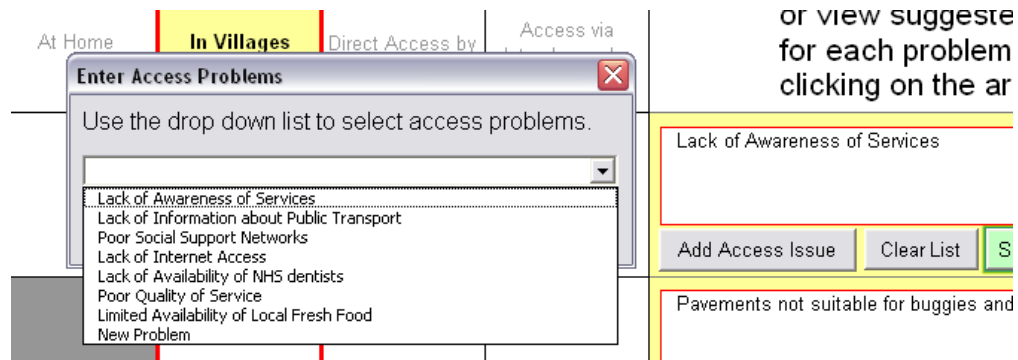 or view suggeste
At Home
In Villages
Direct Access by
Access via
for each problem
clicking on the ar
Enter Access Problems
Use the drop down list to select access problems.
Lack of Awareness of Services
Lack of Information about Public Transport
Poor Social Support Networks
Lack of Internet Access
Lack of Availability of NHS dentists
Poor Quality of Service
Limited Availability of Local Fresh Food
New Problem
Lack of Awareness of Services
Add Access Issue
Clear List
S
Pavements not suitable for buggies and